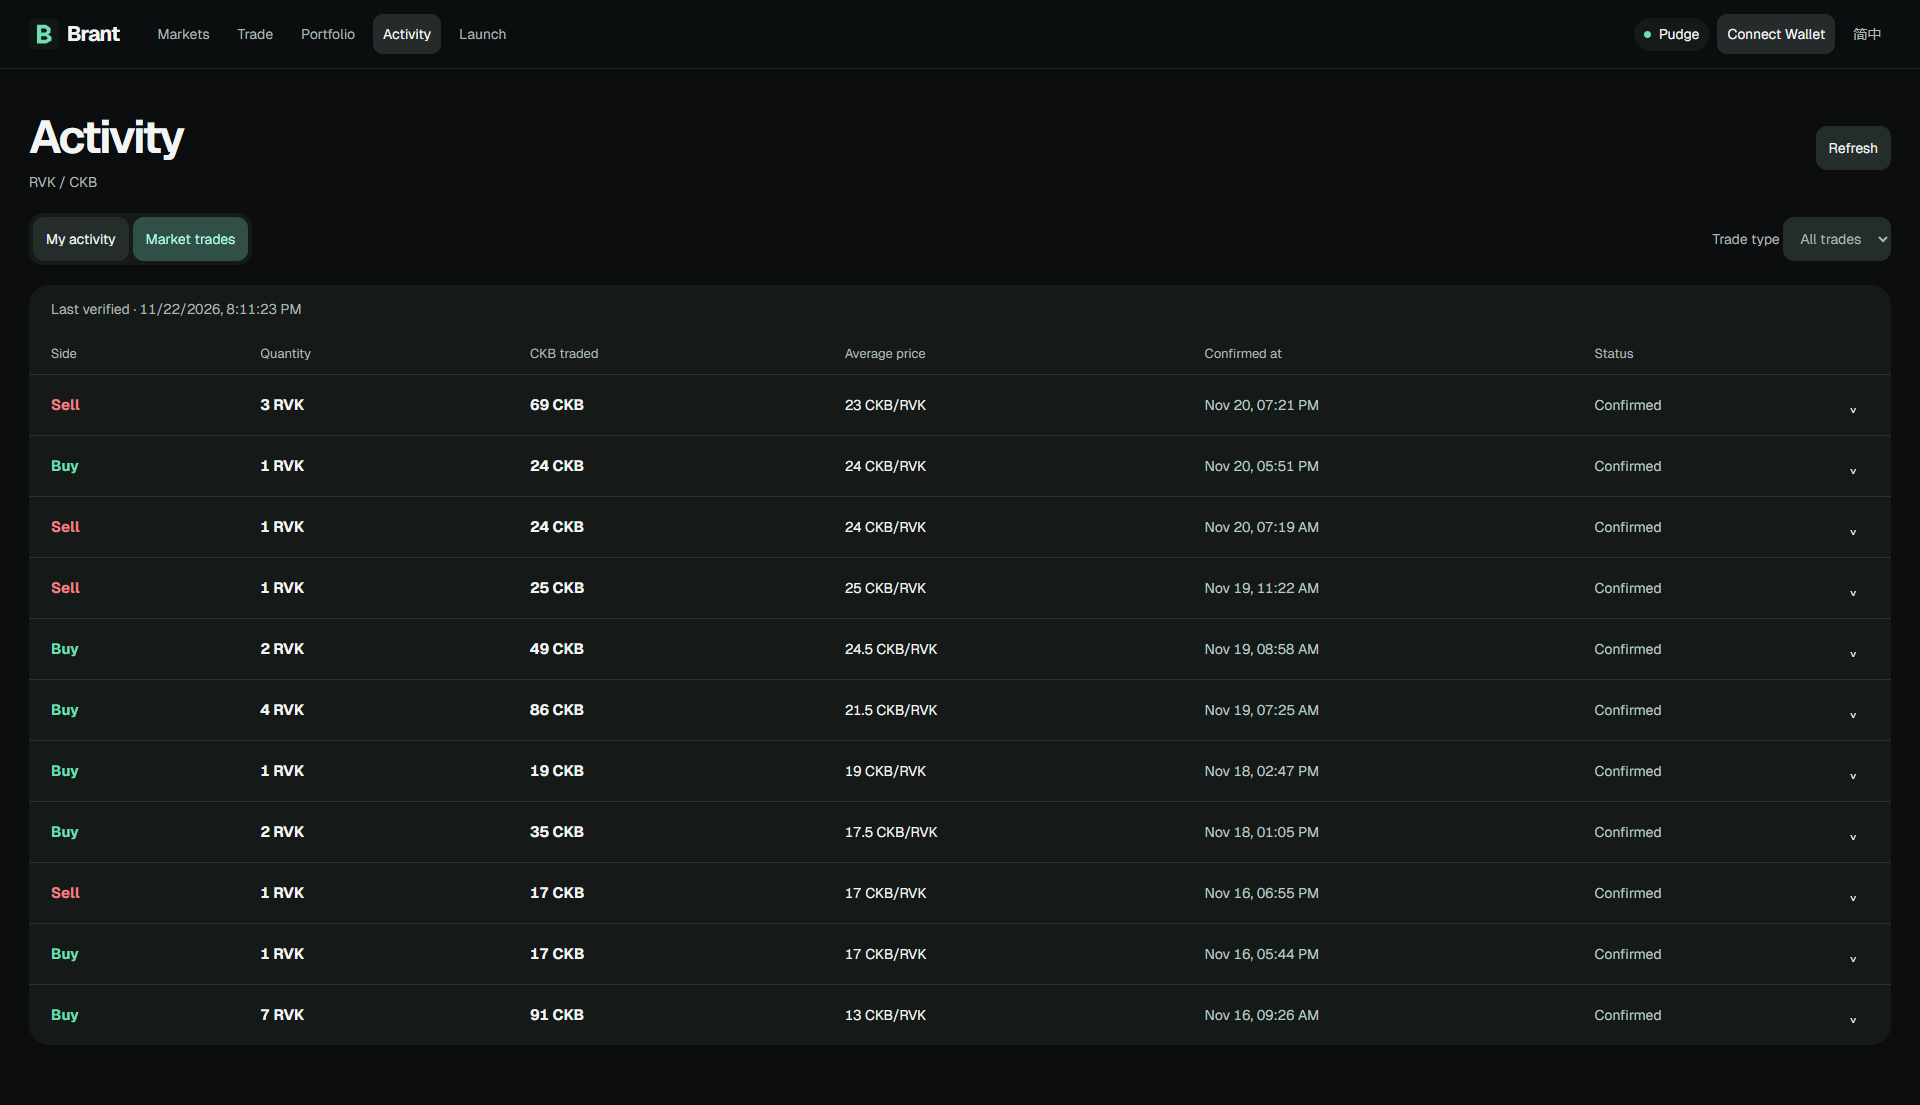 B Brant Markets Trade Portfolio Activity Launch Pudge Connect Wallet 简中
Activity
Refresh
RVK / CKB
My activity Market trades Trade type All trades
Last verified · 11/22/2026, 8:11:23 PM
Side Quantity CKB traded Average price Confirmed at Status
Sell 3 RVK 69 CKB 23 CKB/RVK Nov 20, 07:21 PM Confirmed v
Buy 1 RVK 24 CKB 24 CKB/RVK Nov 20, 05:51 PM Confirmed v
Sell 1 RVK 24 CKB 24 CKB/RVK Nov 20, 07:19 AM Confirmed v
Sell 1 RVK 25 CKB 25 CKB/RVK Nov 19, 11:22 AM Confirmed v
Buy 2 RVK 49 CKB 24.5 CKB/RVK Nov 19, 08:58 AM Confirmed v
Buy 4 RVK 86 CKB 21.5 CKB/RVK Nov 19, 07:25 AM Confirmed v
Buy 1 RVK 19 CKB 19 CKB/RVK Nov 18, 02:47 PM Confirmed v
Buy 2 RVK 35 CKB 17.5 CKB/RVK Nov 18, 01:05 PM Confirmed v
Sell 1 RVK 17 CKB 17 CKB/RVK Nov 16, 06:55 PM Confirmed v
Buy 1 RVK 17 CKB 17 CKB/RVK Nov 16, 05:44 PM Confirmed v
Buy 7 RVK 91 CKB 13 CKB/RVK Nov 16, 09:26 AM Confirmed v